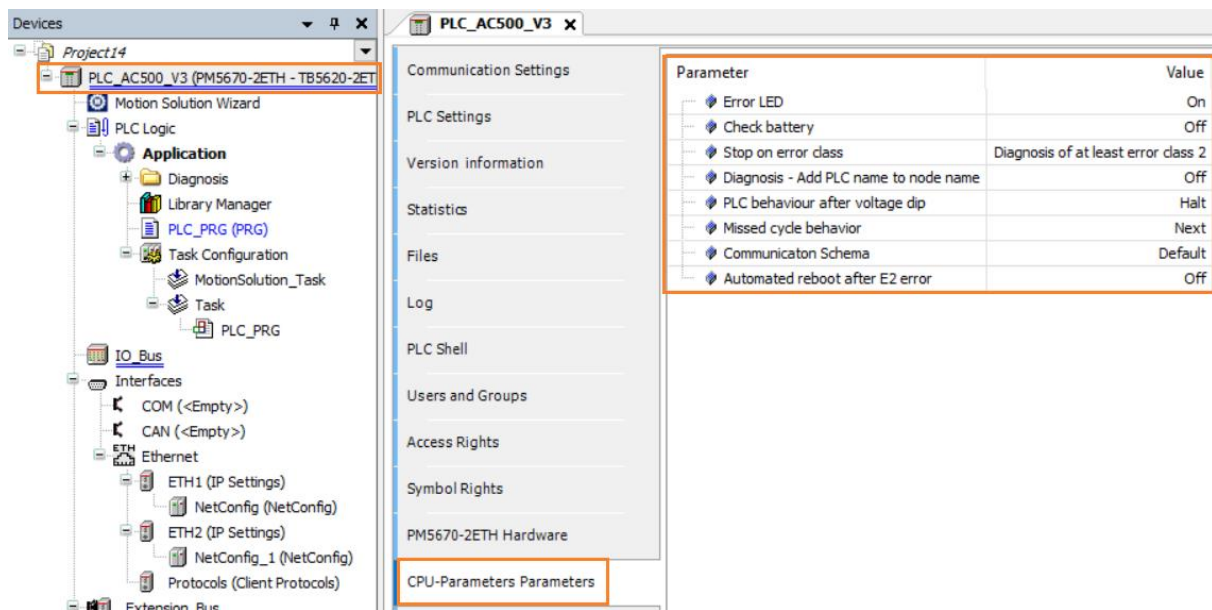 Devices
Project14
PLC_AC500_V3 (PM5670-2ETH - TB5620-2ET
Motion Solution Wizard
PLC Logic
Application
Diagnosis
Library Manager
PLC_PRG (PRG)
Task Configuration
MotionSolution_Task
Task
PLC_PRG
IO_Bus
Interfaces
COM (<Empty>)
CAN (<Empty>)
ETH Ethernet
ETH1 (IP Settings)
NetConfig (NetConfig)
ETH2 (IP Settings)
NetConfig_1 (NetConfig)
Protocols (Client Protocols)
Extension_Bus
PLC_AC500_V3 X
Communication Settings
PLC Settings
Version information
Statistics
Files
Log
PLC Shell
Users and Groups
Access Rights
Symbol Rights
PM5670-2ETH Hardware
CPU-Parameters Parameters
Parameter Value
Error LED On
Check battery Off
Stop on error class Diagnosis of at least error class 2
Diagnosis - Add PLC name to node name Off
PLC behaviour after voltage dip Halt
Missed cycle behavior Next
Communicaton Schema Default
Automated reboot after E2 error Off